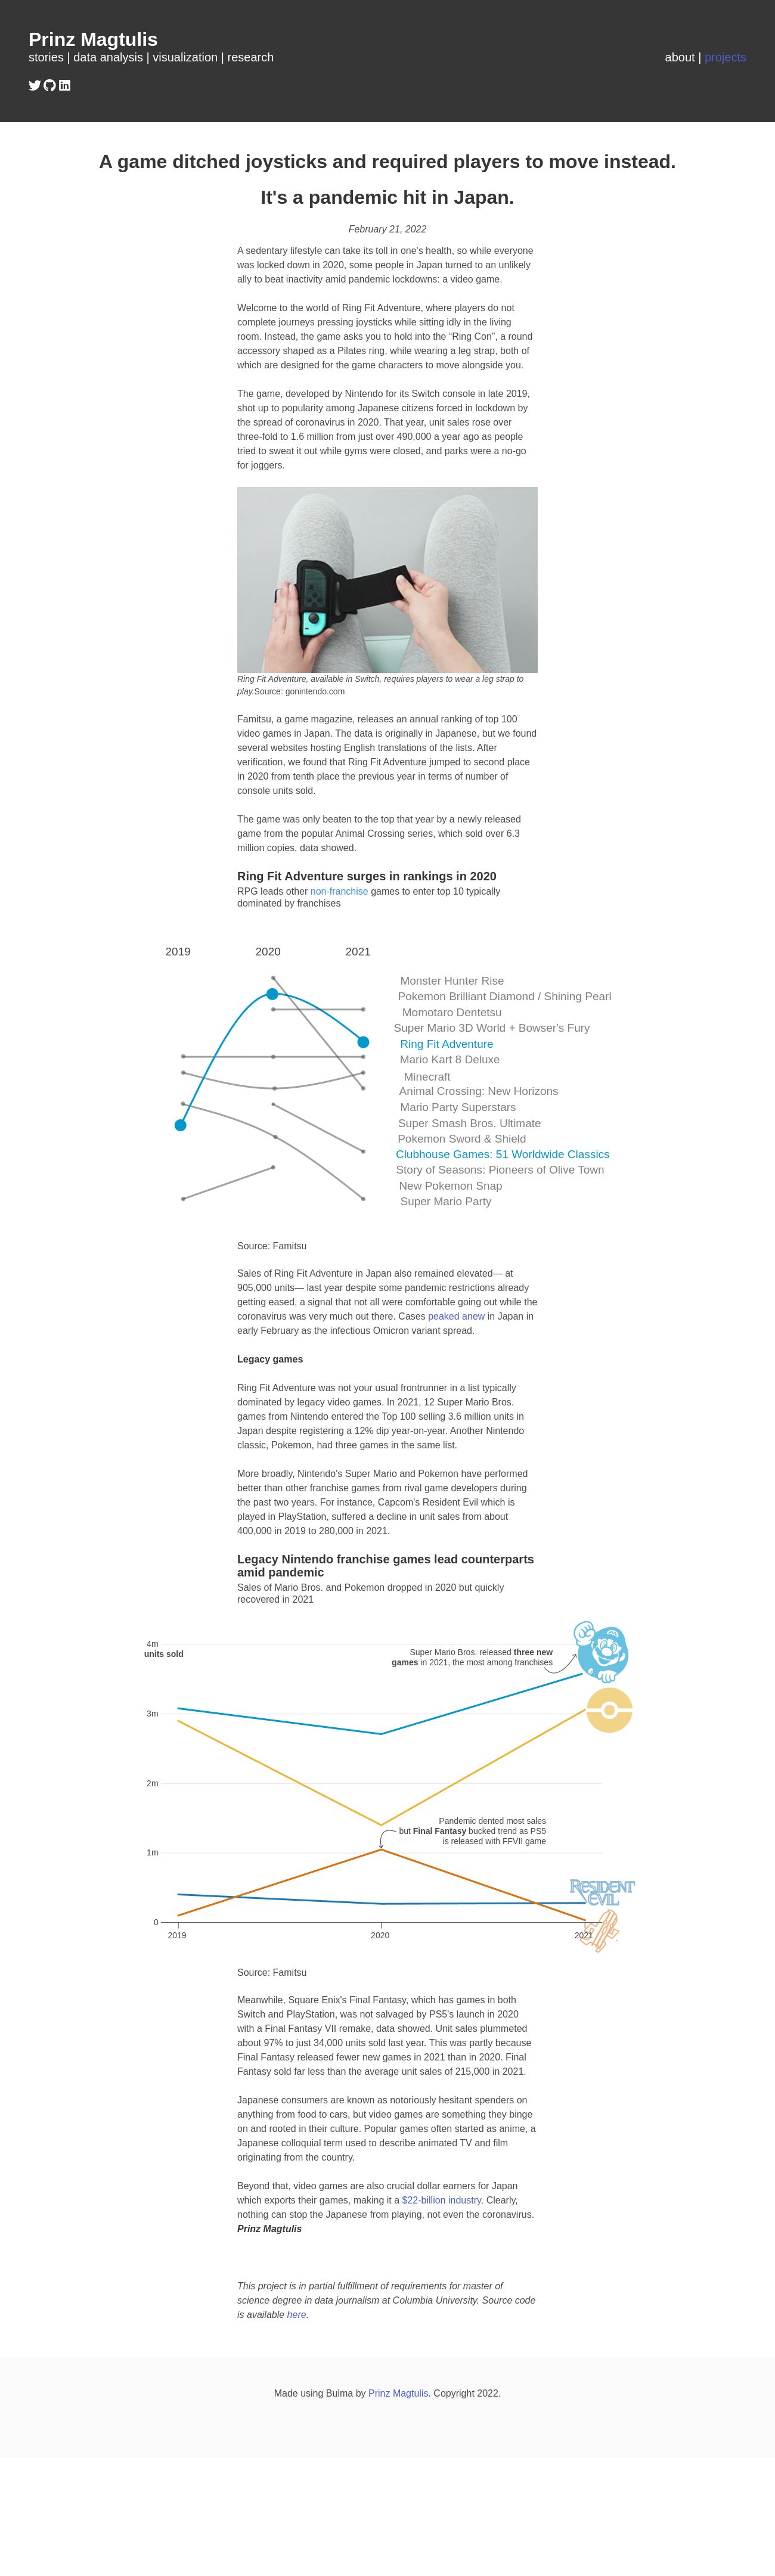 Prinz Magtulis
stories | data analysis | visualization | research
about | projects
A game ditched joysticks and required players to move instead.
It's a pandemic hit in Japan.
February 21, 2022
A sedentary lifestyle can take its toll in one's health, so while everyone
was locked down in 2020, some people in Japan turned to an unlikely
ally to beat inactivity amid pandemic lockdowns: a video game.
Welcome to the world of Ring Fit Adventure, where players do not
complete journeys pressing joysticks while sitting idly in the living
room. Instead, the game asks you to hold into the “Ring Con”, a round
accessory shaped as a Pilates ring, while wearing a leg strap, both of
which are designed for the game characters to move alongside you.
The game, developed by Nintendo for its Switch console in late 2019,
shot up to popularity among Japanese citizens forced in lockdown by
the spread of coronavirus in 2020. That year, unit sales rose over
three-fold to 1.6 million from just over 490,000 a year ago as people
tried to sweat it out while gyms were closed, and parks were a no-go
for joggers.
Ring Fit Adventure, available in Switch, requires players to wear a leg strap to
play.Source: gonintendo.com
Famitsu, a game magazine, releases an annual ranking of top 100
video games in Japan. The data is originally in Japanese, but we found
several websites hosting English translations of the lists. After
verification, we found that Ring Fit Adventure jumped to second place
in 2020 from tenth place the previous year in terms of number of
console units sold.
The game was only beaten to the top that year by a newly released
game from the popular Animal Crossing series, which sold over 6.3
million copies, data showed.
Ring Fit Adventure surges in rankings in 2020
RPG leads other non-franchise games to enter top 10 typically
dominated by franchises
2019 2020 2021
Monster Hunter Rise
Pokemon Brilliant Diamond / Shining Pearl
Momotaro Dentetsu
Super Mario 3D World + Bowser's Fury
Ring Fit Adventure
Mario Kart 8 Deluxe
Minecraft
Animal Crossing: New Horizons
Mario Party Superstars
Super Smash Bros. Ultimate
Pokemon Sword & Shield
Clubhouse Games: 51 Worldwide Classics
Story of Seasons: Pioneers of Olive Town
New Pokemon Snap
Super Mario Party
Source: Famitsu
Sales of Ring Fit Adventure in Japan also remained elevated— at
905,000 units— last year despite some pandemic restrictions already
getting eased, a signal that not all were comfortable going out while the
coronavirus was very much out there. Cases peaked anew in Japan in
early February as the infectious Omicron variant spread.
Legacy games
Ring Fit Adventure was not your usual frontrunner in a list typically
dominated by legacy video games. In 2021, 12 Super Mario Bros.
games from Nintendo entered the Top 100 selling 3.6 million units in
Japan despite registering a 12% dip year-on-year. Another Nintendo
classic, Pokemon, had three games in the same list.
More broadly, Nintendo's Super Mario and Pokemon have performed
better than other franchise games from rival game developers during
the past two years. For instance, Capcom's Resident Evil which is
played in PlayStation, suffered a decline in unit sales from about
400,000 in 2019 to 280,000 in 2021.
Legacy Nintendo franchise games lead counterparts
amid pandemic
Sales of Mario Bros. and Pokemon dropped in 2020 but quickly
recovered in 2021
4m
units sold
Super Mario Bros. released three new
games in 2021, the most among franchises
3m
2m
Pandemic dented most sales
but Final Fantasy bucked trend as PS5
is released with FFVII game
1m
RESIDENT
EVIL
0
2019 2020 2021
Source: Famitsu
Meanwhile, Square Enix's Final Fantasy, which has games in both
Switch and PlayStation, was not salvaged by PS5's launch in 2020
with a Final Fantasy VII remake, data showed. Unit sales plummeted
about 97% to just 34,000 units sold last year. This was partly because
Final Fantasy released fewer new games in 2021 than in 2020. Final
Fantasy sold far less than the average unit sales of 215,000 in 2021.
Japanese consumers are known as notoriously hesitant spenders on
anything from food to cars, but video games are something they binge
on and rooted in their culture. Popular games often started as anime, a
Japanese colloquial term used to describe animated TV and film
originating from the country.
Beyond that, video games are also crucial dollar earners for Japan
which exports their games, making it a $22-billion industry. Clearly,
nothing can stop the Japanese from playing, not even the coronavirus.
Prinz Magtulis
This project is in partial fulfillment of requirements for master of
science degree in data journalism at Columbia University. Source code
is available here.
Made using Bulma by Prinz Magtulis. Copyright 2022.